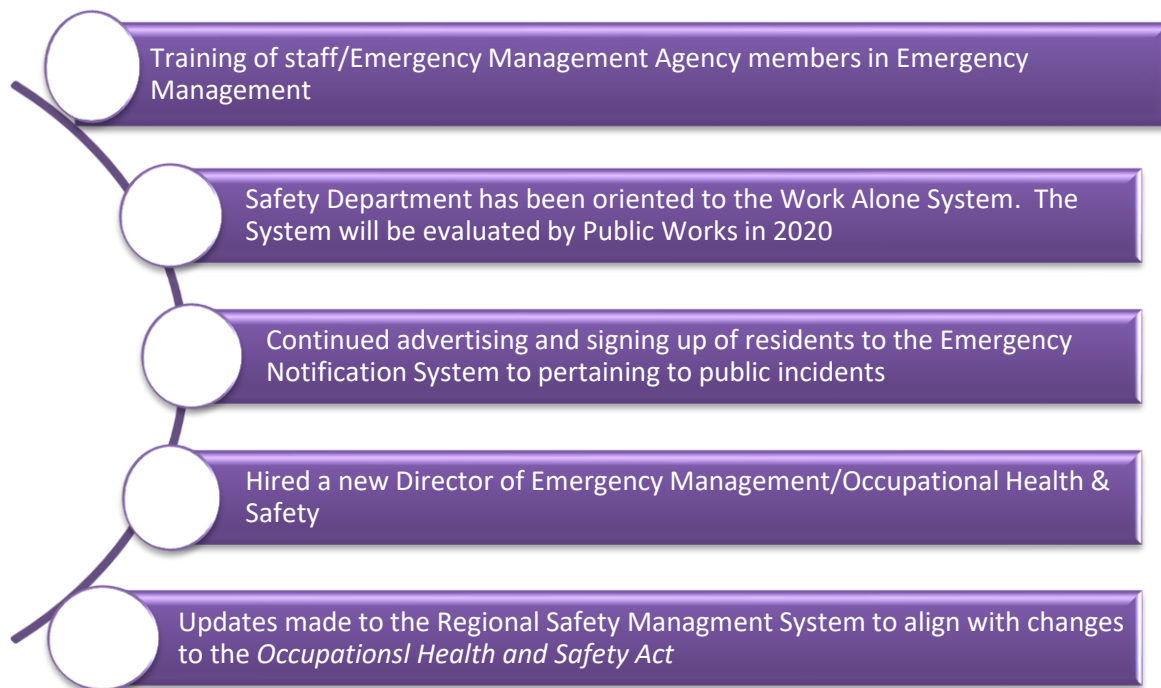 Training of staff/Emergency Management Agency members in Emergency
Management
Safety Department has been oriented to the Work Alone System.  The
System will be evaluated by Public Works in 2020
Continued advertising and signing up of residents to the Emergency
Notification System to pertaining to public incidents
Hired a new Director of Emergency Management/Occupational Health &
Safety
Updates made to the Regional Safety Managment System to align with changes
to the Occupationsl Health and Safety Act